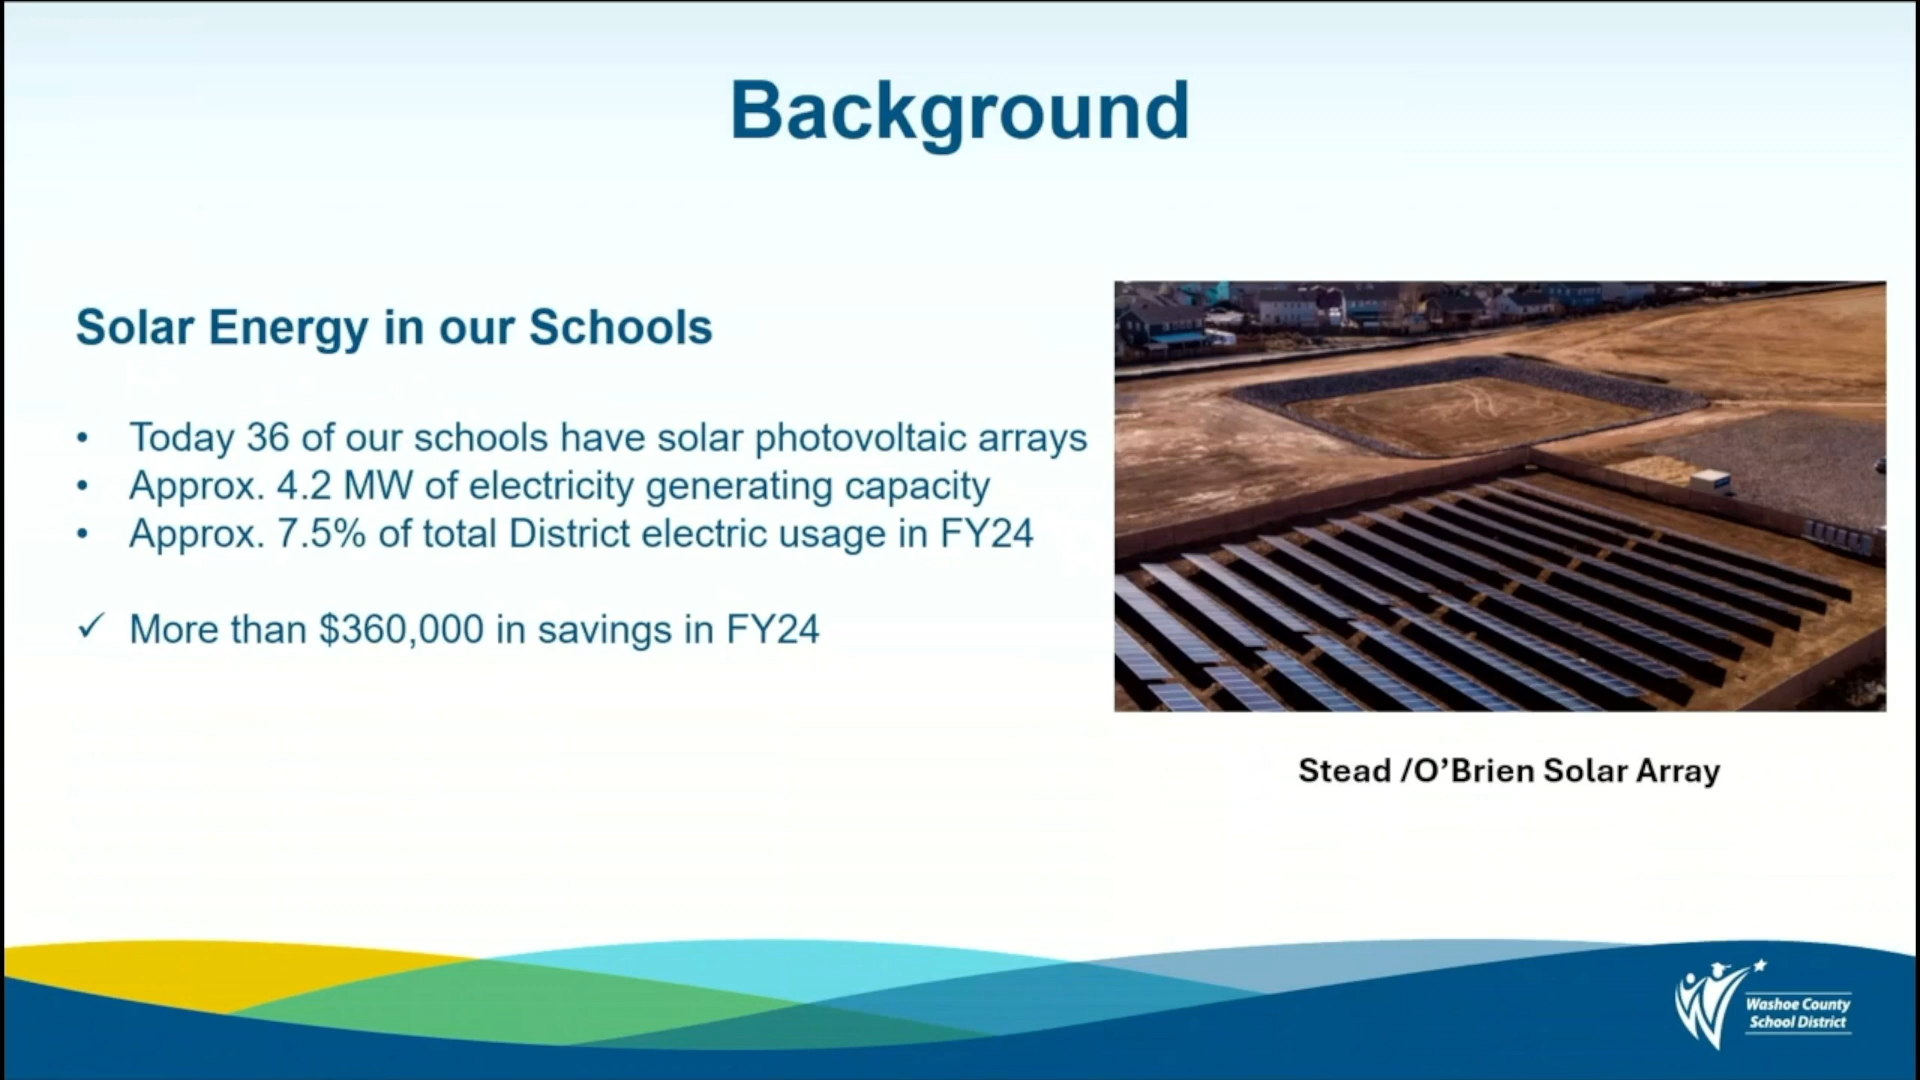 Background
Solar Energy in our Schools
• Today 36 of our schools have solar photovoltaic arrays
• Approx. 4.2 MW of electricity generating capacity
• Approx. 7.5% of total District electric usage in FY24
✓ More than $360,000 in savings in FY24
Stead /O’Brien Solar Array
Washoe County
School District